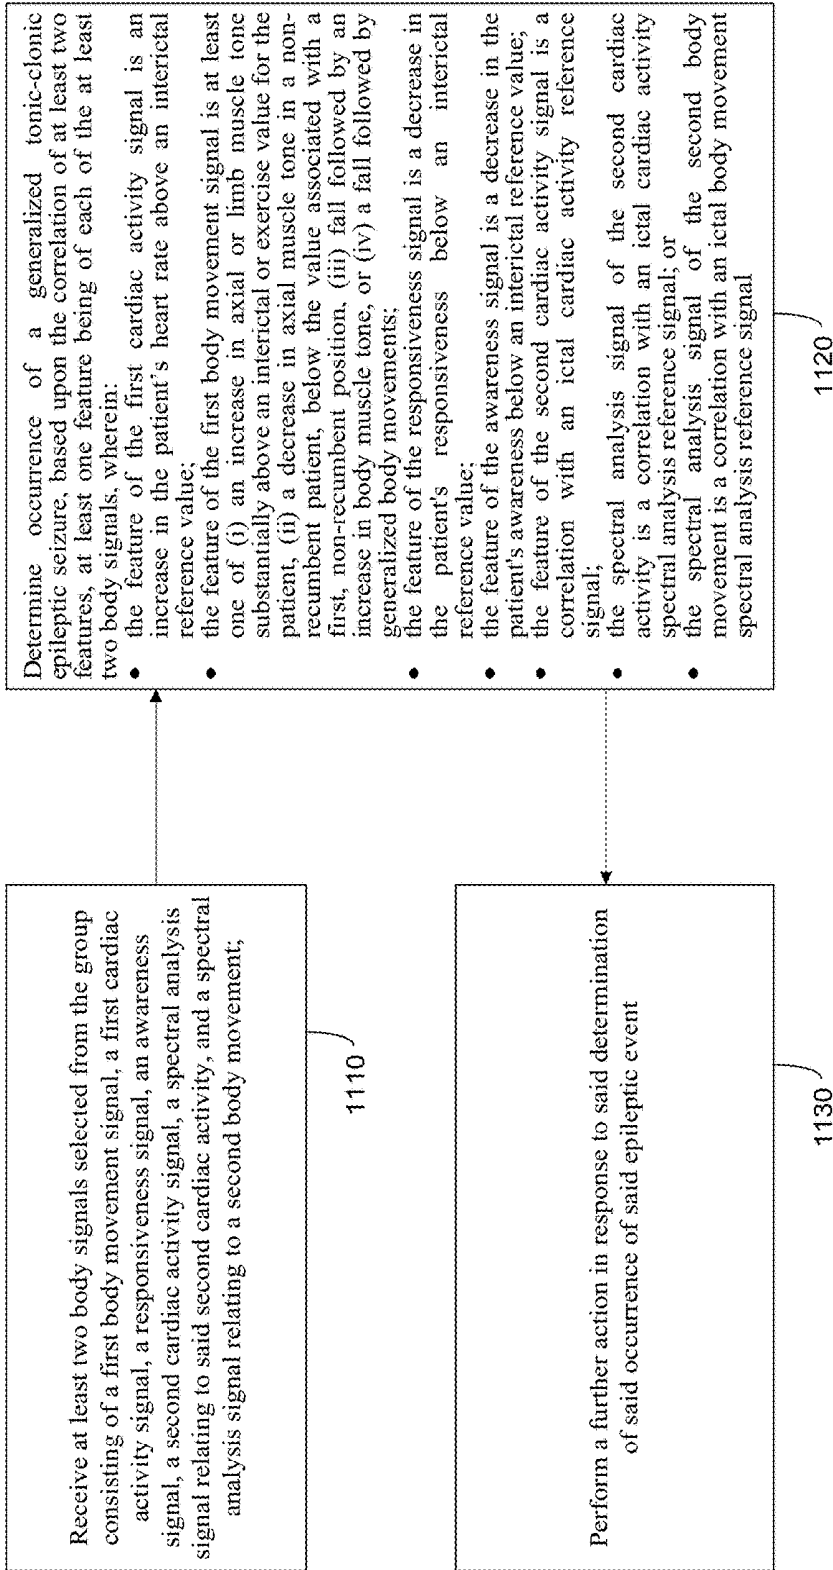 Receive at least two body signals selected from the group
consisting of a first body movement signal, a first cardiac
activity signal, a responsiveness signal, an awareness
signal, a second cardiac activity signal, a spectral analysis
signal relating to said second cardiac activity, and a spectral
analysis signal relating to a second body movement;
1110
Determine occurrence of a generalized tonic-clonic
epileptic seizure, based upon the correlation of at least two
features, at least one feature being of each of the at least
two body signals, wherein:
• the feature of the first cardiac activity signal is an
increase in the patient's heart rate above an interictal
reference value;
• the feature of the first body movement signal is at least
one of (i) an increase in axial or limb muscle tone
substantially above an interictal or exercise value for the
patient, (ii) a decrease in axial muscle tone in a non-
recumbent patient, below the value associated with a
first, non-recumbent position, (iii) fall followed by an
increase in body muscle tone, or (iv) a fall followed by
generalized body movements;
• the feature of the responsiveness signal is a decrease in
the patient's responsiveness below an interictal
reference value;
• the feature of the awareness signal is a decrease in the
patient's awareness below an interictal reference value;
• the feature of the second cardiac activity signal is a
correlation with an ictal cardiac activity reference
signal;
• the spectral analysis signal of the second cardiac
activity is a correlation with an ictal cardiac activity
spectral analysis reference signal; or
• the spectral analysis signal of the second body
movement is a correlation with an ictal body movement
spectral analysis reference signal
1120
Perform a further action in response to said determination
of said occurrence of said epileptic event
1130